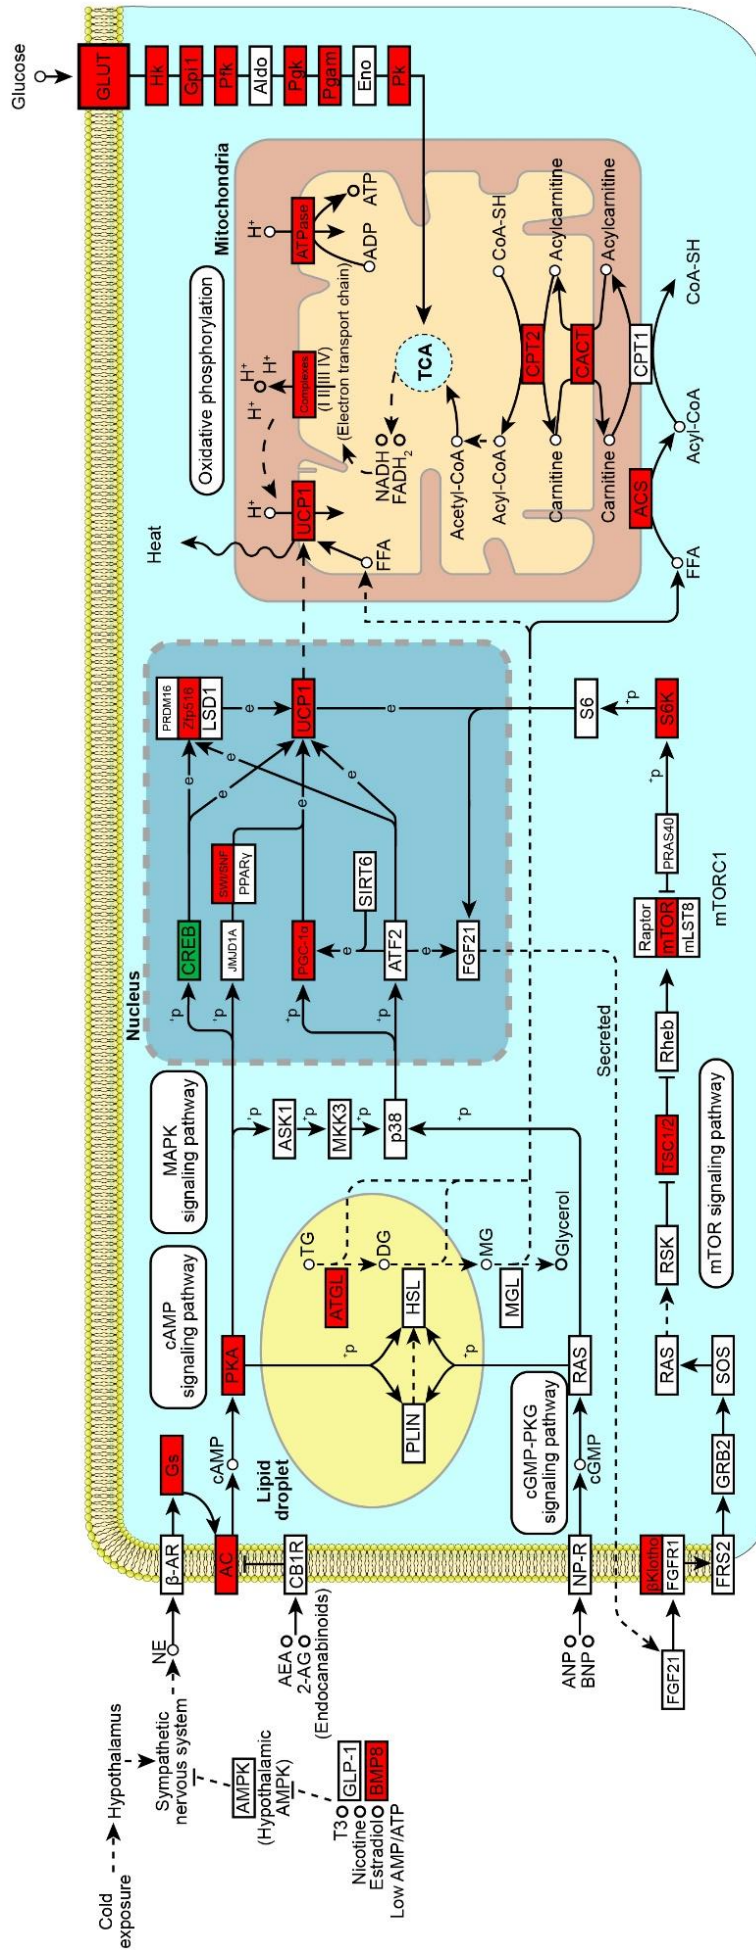 Cold
exposure
Hypothalamus
Sympathetic
nervous system
AMPK
(Hypothalamic
AMPK)
T3
Nicotine
Estradiol
Low AMP/ATP
GLP-1
BMP8
NE
β-AR
Gs
AC
cAMP
PKA
AEA
2-AG
(Endocanabinoids)
CB1R
Lipid
droplet
cAMP
signaling pathway
MAPK
signaling pathway
PLIN
HSL
+p
ATGL
TG
DG
MG
MGL
Glycerol
ANP
BNP
NP-R
cGMP
RAS
cGMP-PKG
signaling pathway
ASK1
+p
MKK3
+p
p38
+p
+p
FGF21
βKlotho
FGFR1
FRS2
GRB2
SOS
RAS
RSK
TSC1/2
Rheb
Raptor
mTOR
mLST8
mTORC1
PRAS40
+p
S6K
+p
S6
mTOR signaling pathway
Secreted
Nucleus
+p
+p
+p
+p
CREB
JMJD1A
SWI/SNF
PPARγ
PGC-1α
SIRT6
ATF2
FGF21
e
e
e
e
e
e
e
e
PRDM16
Zfp516
LSD1
UCP1
Heat
Oxidative phosphorylation
Mitochondria
H+
UCP1
FFA
H+
H+
H+
Complexes
(I II III IV)
(Electron transport chain)
H+
ATPase
ADP
ATP
NADH
FADH2
TCA
Acetyl-CoA
Acyl-CoA
CoA-SH
CPT2
Carnitine
Acylcarnitine
CACT
Carnitine
Acylcarnitine
CPT1
ACS
FFA
Acyl-CoA
CoA-SH
Glucose
GLUT
Hk
Gpi1
Pfk
Aldo
Pgk
Pgam
Eno
Pk